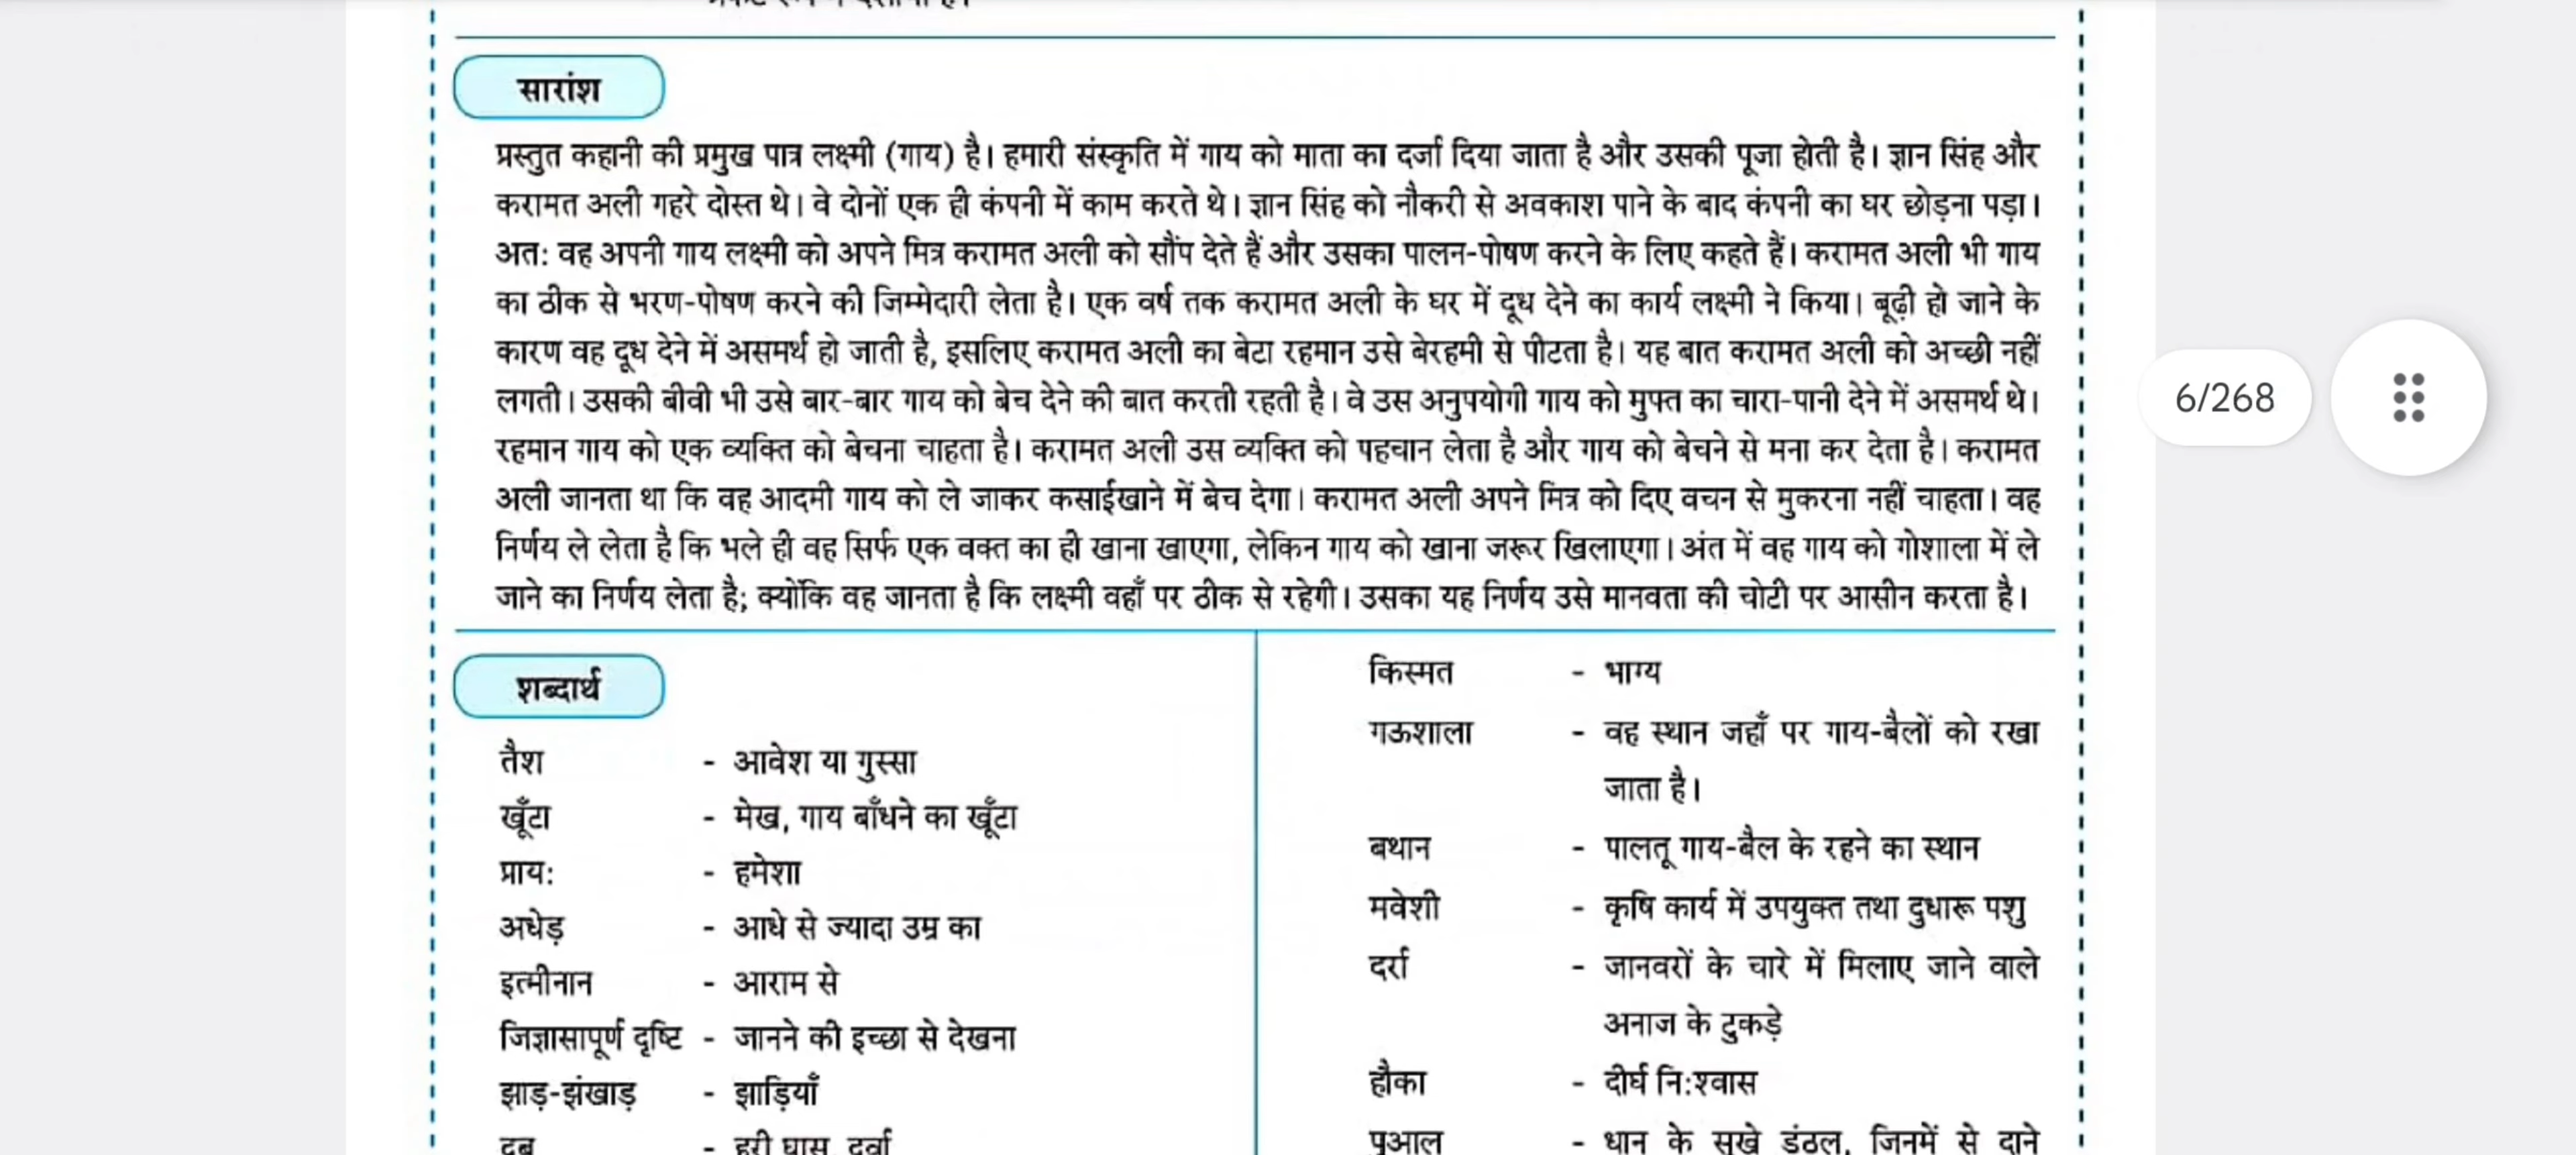 सारांश
प्रस्तुत कहानी की प्रमुख पात्र लक्ष्मी (गाय) है। हमारी संस्कृति में गाय को माता का दर्जा दिया जाता है और उसकी पूजा होती है। ज्ञान सिंह और
करामत अली गहरे दोस्त थे। वे दोनों एक ही कंपनी में काम करते थे। ज्ञान सिंह को नौकरी से अवकाश पाने के बाद कंपनी का घर छोड़ना पड़ा।
अत: वह अपनी गाय लक्ष्मी को अपने मित्र करामत अली को सौंप देते हैं और उसका पालन-पोषण करने के लिए कहते हैं। करामत अली भी गाय
का ठीक से भरण-पोषण करने की जिम्मेदारी लेता है। एक वर्ष तक करामत अली के घर में दूध देने का कार्य लक्ष्मी ने किया। बूढ़ी हो जाने के
कारण वह दूध देने में असमर्थ हो जाती है, इसलिए करामत अली का बेटा रहमान उसे बेरहमी से पीटता है। यह बात करामत अली को अच्छी नहीं
लगती। उसकी बीवी भी उसे बार-बार गाय को बेच देने की बात करती रहती है। वे उस अनुपयोगी गाय को मुफ्त का चारा-पानी देने में असमर्थ थे।
रहमान गाय को एक व्यक्ति को बेचना चाहता है। करामत अली उस व्यक्ति को पहचान लेता है और गाय को बेचने से मना कर देता है। करामत
अली जानता था कि वह आदमी गाय को ले जाकर कसाईखाने में बेच देगा। करामत अली अपने मित्र को दिए वचन से मुकरना नहीं चाहता। वह
निर्णय ले लेता है कि भले ही वह सिर्फ एक वक्त का ही खाना खाएगा, लेकिन गाय को खाना जरूर खिलाएगा। अंत में वह गाय को गोशाला में ले
जाने का निर्णय लेता है; क्योंकि वह जानता है कि लक्ष्मी वहाँ पर ठीक से रहेगी। उसका यह निर्णय उसे मानवता की चोटी पर आसीन करता है।
6/268
शब्दार्थ
तैश - आवेश या गुस्सा
खूँटा - मेख, गाय बाँधने का खूँटा
प्राय: - हमेशा
अधेड़ - आधे से ज्यादा उम्र का
इत्मीनान - आराम से
जिज्ञासापूर्ण दृष्टि - जानने की इच्छा से देखना
झाड़-झंखाड़ - झाड़ियाँ
दूब - हरी घास, दूर्वा
किस्मत - भाग्य
गऊशाला - वह स्थान जहाँ पर गाय-बैलों को रखा
जाता है।
बथान - पालतू गाय-बैल के रहने का स्थान
मवेशी - कृषि कार्य में उपयुक्त तथा दुधारू पशु
दर्रा - जानवरों के चारे में मिलाए जाने वाले
अनाज के टुकड़े
हौका - दीर्घ नि:श्वास
पुआल - धान के सूखे डंठल, जिनमें से दाने